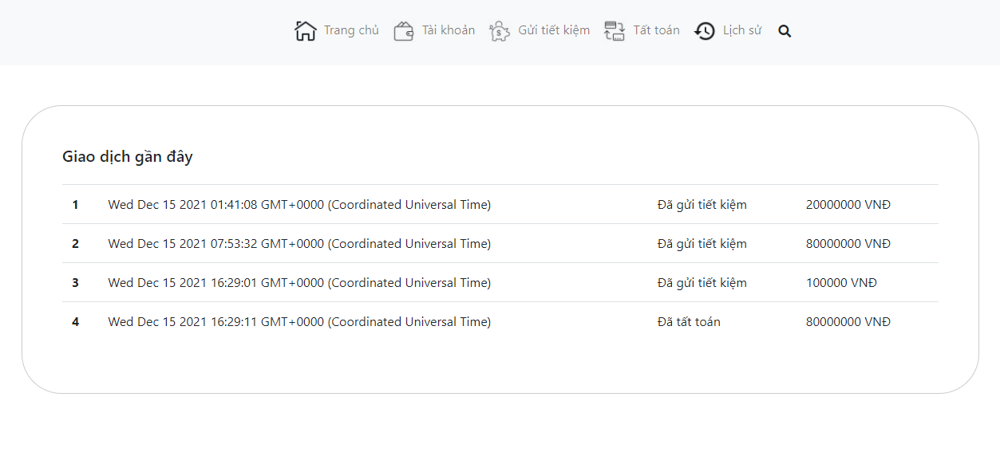 Trang chủ Tài khoản Gửi tiết kiệm Tất toán Lịch sử
Giao dịch gần đây
1 Wed Dec 15 2021 01:41:08 GMT+0000 (Coordinated Universal Time) Đã gửi tiết kiệm 20000000 VNĐ
2 Wed Dec 15 2021 07:53:32 GMT+0000 (Coordinated Universal Time) Đã gửi tiết kiệm 80000000 VNĐ
3 Wed Dec 15 2021 16:29:01 GMT+0000 (Coordinated Universal Time) Đã gửi tiết kiệm 100000 VNĐ
4 Wed Dec 15 2021 16:29:11 GMT+0000 (Coordinated Universal Time) Đã tất toán 80000000 VNĐ